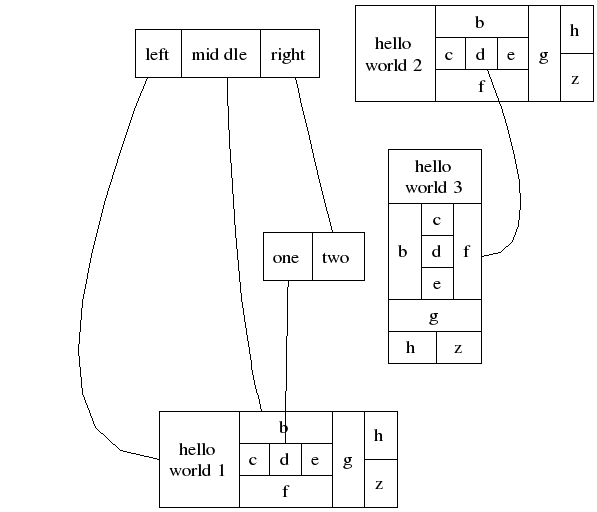 left mid dle right
hello
world 2
b
c d e
f
g
h
z
hello
world 3
b
c
d
e
f
g
h z
one two
hello
world 1
b
c d e
f
g
h
z